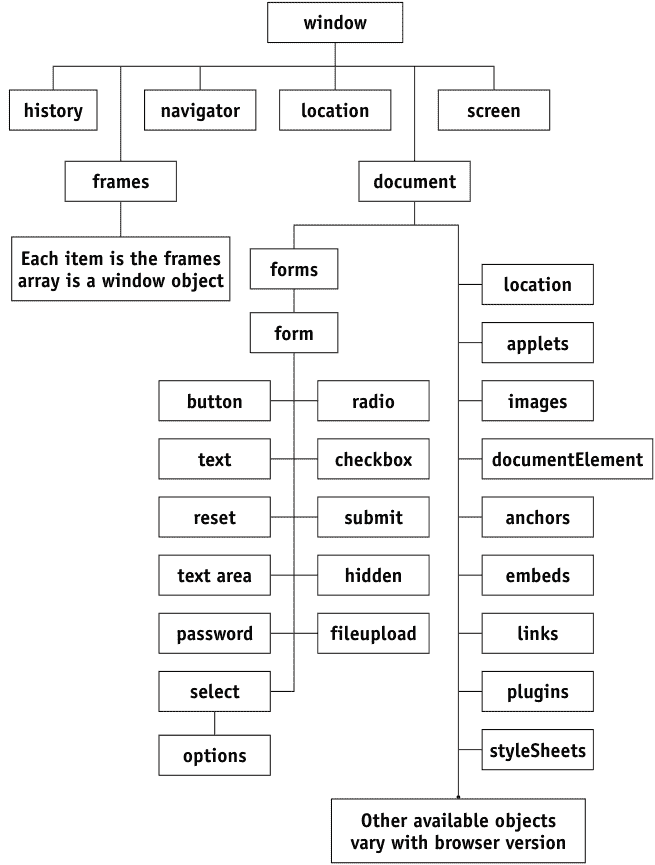 window
history
navigator
location
screen
frames
document
Each item is the frames
array is a window object
forms
form
location
applets
button
radio
images
text
checkbox
documentElement
reset
submit
anchors
text area
hidden
embeds
password
fileupload
links
select
plugins
options
styleSheets
Other available objects
vary with browser version